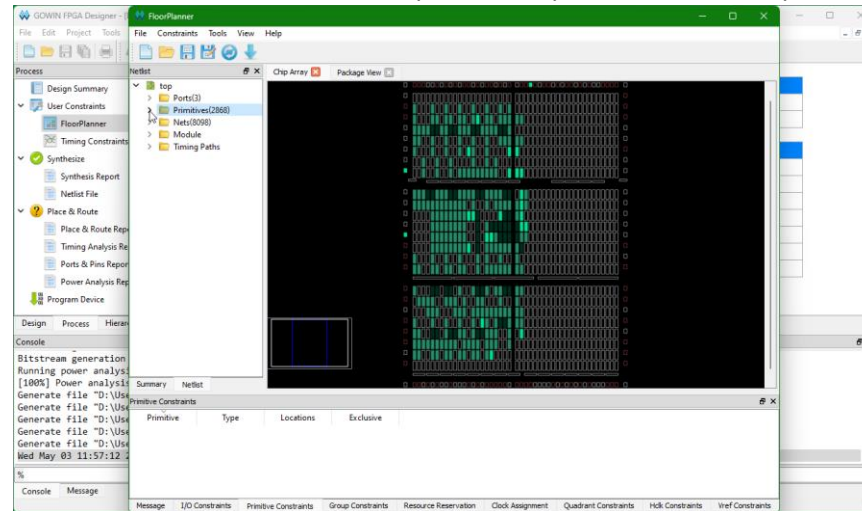 GOWIN FPGA Designer - [
File Edit Project Tools
Process
Design Summary
User Constraints
FloorPlanner
Timing Constraints
Synthesize
Synthesis Report
Netlist File
Place & Route
Place & Route Rep
Timing Analysis Re
Ports & Pins Repor
Power Analysis Rep
Program Device
Design Process Hierar
Console
Bitstream generation
Running power analys
[100%] Power analysis
Generate file "D:\Use
Generate file "D:\Use
Generate file "D:\Use
Generate file "D:\Use
Wed May 03 11:57:12 2
%
Console Message
FloorPlanner
File Constraints Tools View Help
Netlist
top
Ports(3)
Primitives(2868)
Nets(8098)
Module
Timing Paths
Summary Netlist
Chip Array Package View
Primitive Constraints
Primitive Type Locations Exclusive
Message I/O Constraints Primitive Constraints Group Constraints Resource Reservation Clock Assignment Quadrant Constraints Hclk Constraints Vref Constraints